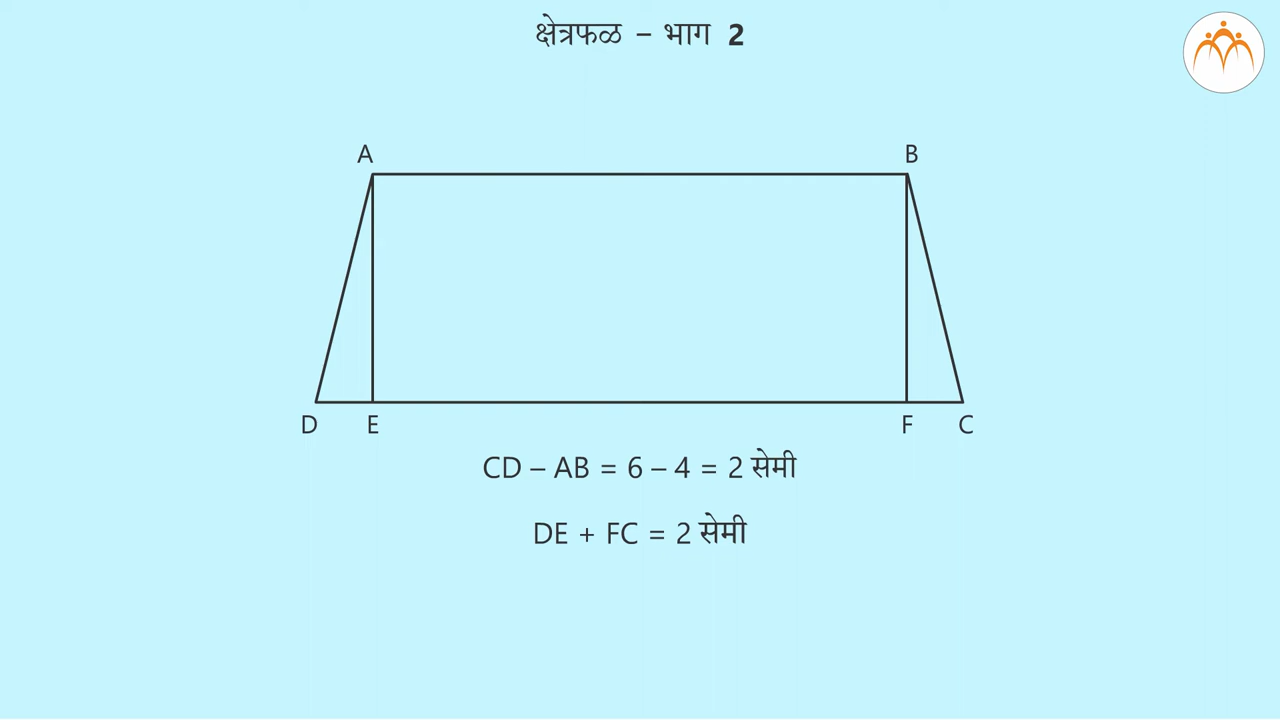 क्षेत्रफळ – भाग 2
A B
D E F C
CD – AB = 6 – 4 = 2 सेमी
DE + FC = 2 सेमी